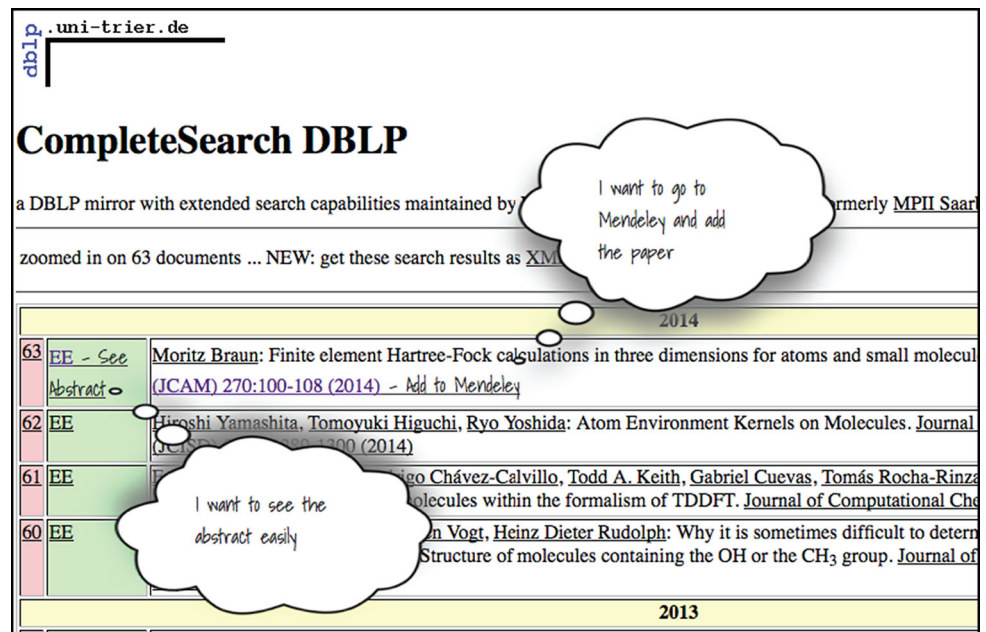 dblp .uni-trier.de
CompleteSearch DBLP
a DBLP mirror with extended search capabilities maintained by
rmerly MPII Saarb
I want to go to
Mendeley and add
the paper
zoomed in on 63 documents ... NEW: get these search results as XM
2014
63 EE - See Abstract
Moritz Braun: Finite element Hartree-Fock calculations in three dimensions for atoms and small molecul
(JCAM) 270:100-108 (2014) - Add to Mendeley
62 EE Hiroshi Yamashita, Tomoyuki Higuchi, Ryo Yoshida: Atom Environment Kernels on Molecules. Journal
1300 (2014)
61 EE
go Chávez-Calvillo, Todd A. Keith, Gabriel Cuevas, Tomás Rocha-Rinza
olecules within the formalism of TDDFT. Journal of Computational Che
I want to see the
abstract easily
60 EE
n Vogt, Heinz Dieter Rudolph: Why it is sometimes difficult to determ
Structure of molecules containing the OH or the CH3 group. Journal of
2013